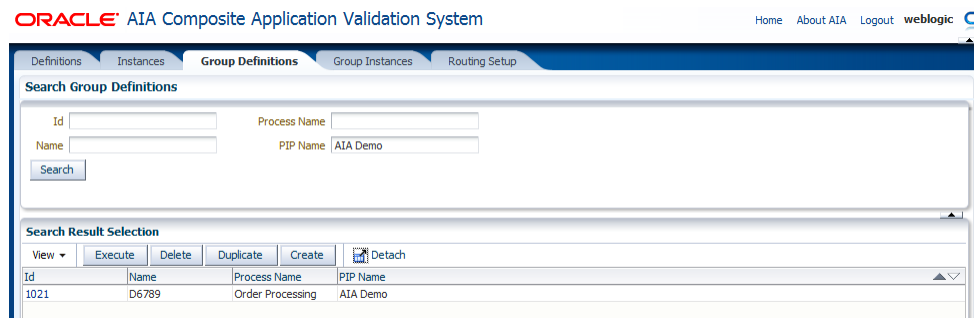 ORACLE AIA Composite Application Validation System Home About AIA Logout weblogic
Definitions Instances Group Definitions Group Instances Routing Setup
Search Group Definitions
Id Process Name
Name PIP Name AIA Demo
Search
Search Result Selection
View Execute Delete Duplicate Create Detach
Id Name Process Name PIP Name
1021 D6789 Order Processing AIA Demo